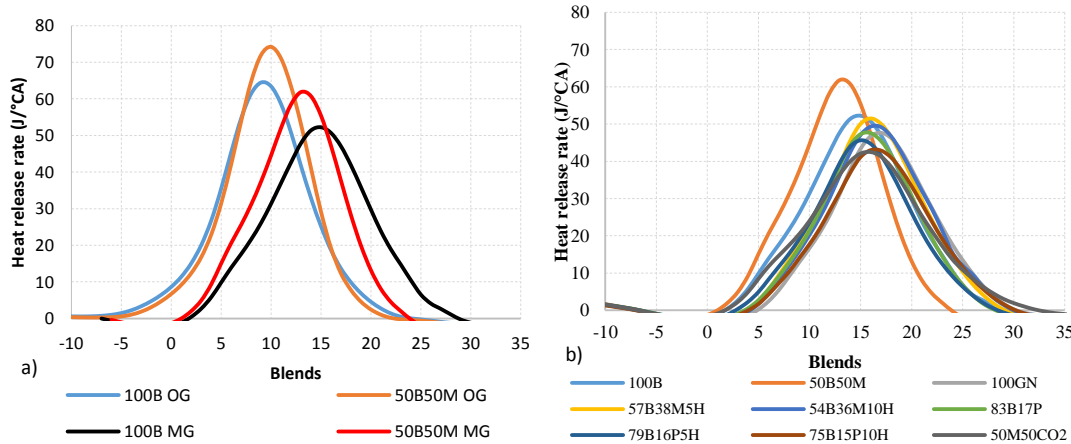 80
70
60
50
40
30
20
10
0
-10 -5 0 5 10 15 20 25 30 35
Heat release rate (J/°CA)
Blends
a)
100B OG 50B50M OG
100B MG 50B50M MG
80
70
60
50
40
30
20
10
0
-10 -5 0 5 10 15 20 25 30 35
Heat release rate (J/°CA)
Blends
b)
100B 50B50M 100GN
57B38M5H 54B36M10H 83B17P
79B16P5H 75B15P10H 50M50CO2